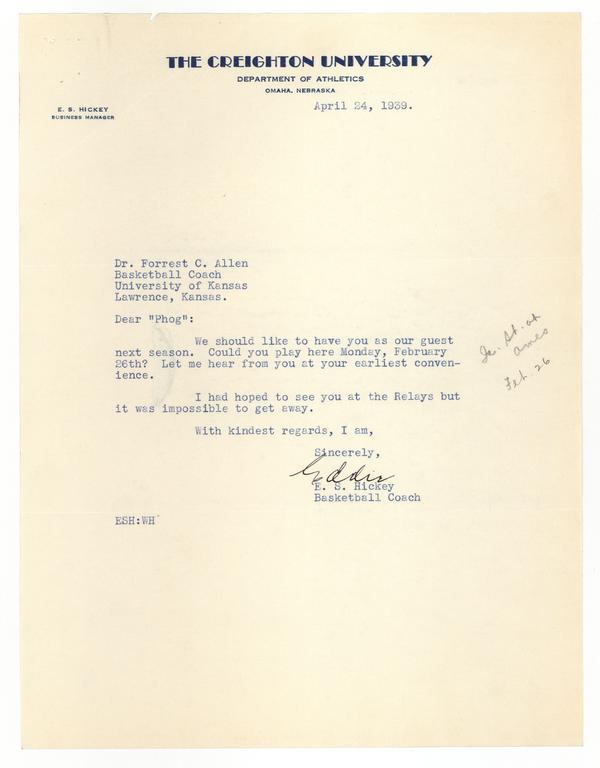 THE CREIGHTON UNIVERSITY
DEPARTMENT OF ATHLETICS
OMAHA, NEBRASKA
E. S. HICKEY
BUSINESS MANAGER
April 24, 1939.
Dr. Forrest C. Allen
Basketball Coach
University of Kansas
Lawrence, Kansas.
Dear "Phog":
We should like to have you as our guest
next season. Could you play here Monday, February
26th? Let me hear from you at your earliest conven-
ience.
I had hoped to see you at the Relays but
it was impossible to get away.
With kindest regards, I am,
Sincerely,
Eddie
E. S. Hickey
Basketball Coach
ESH:WH
Ia. St. at
Ames
Feb. 26